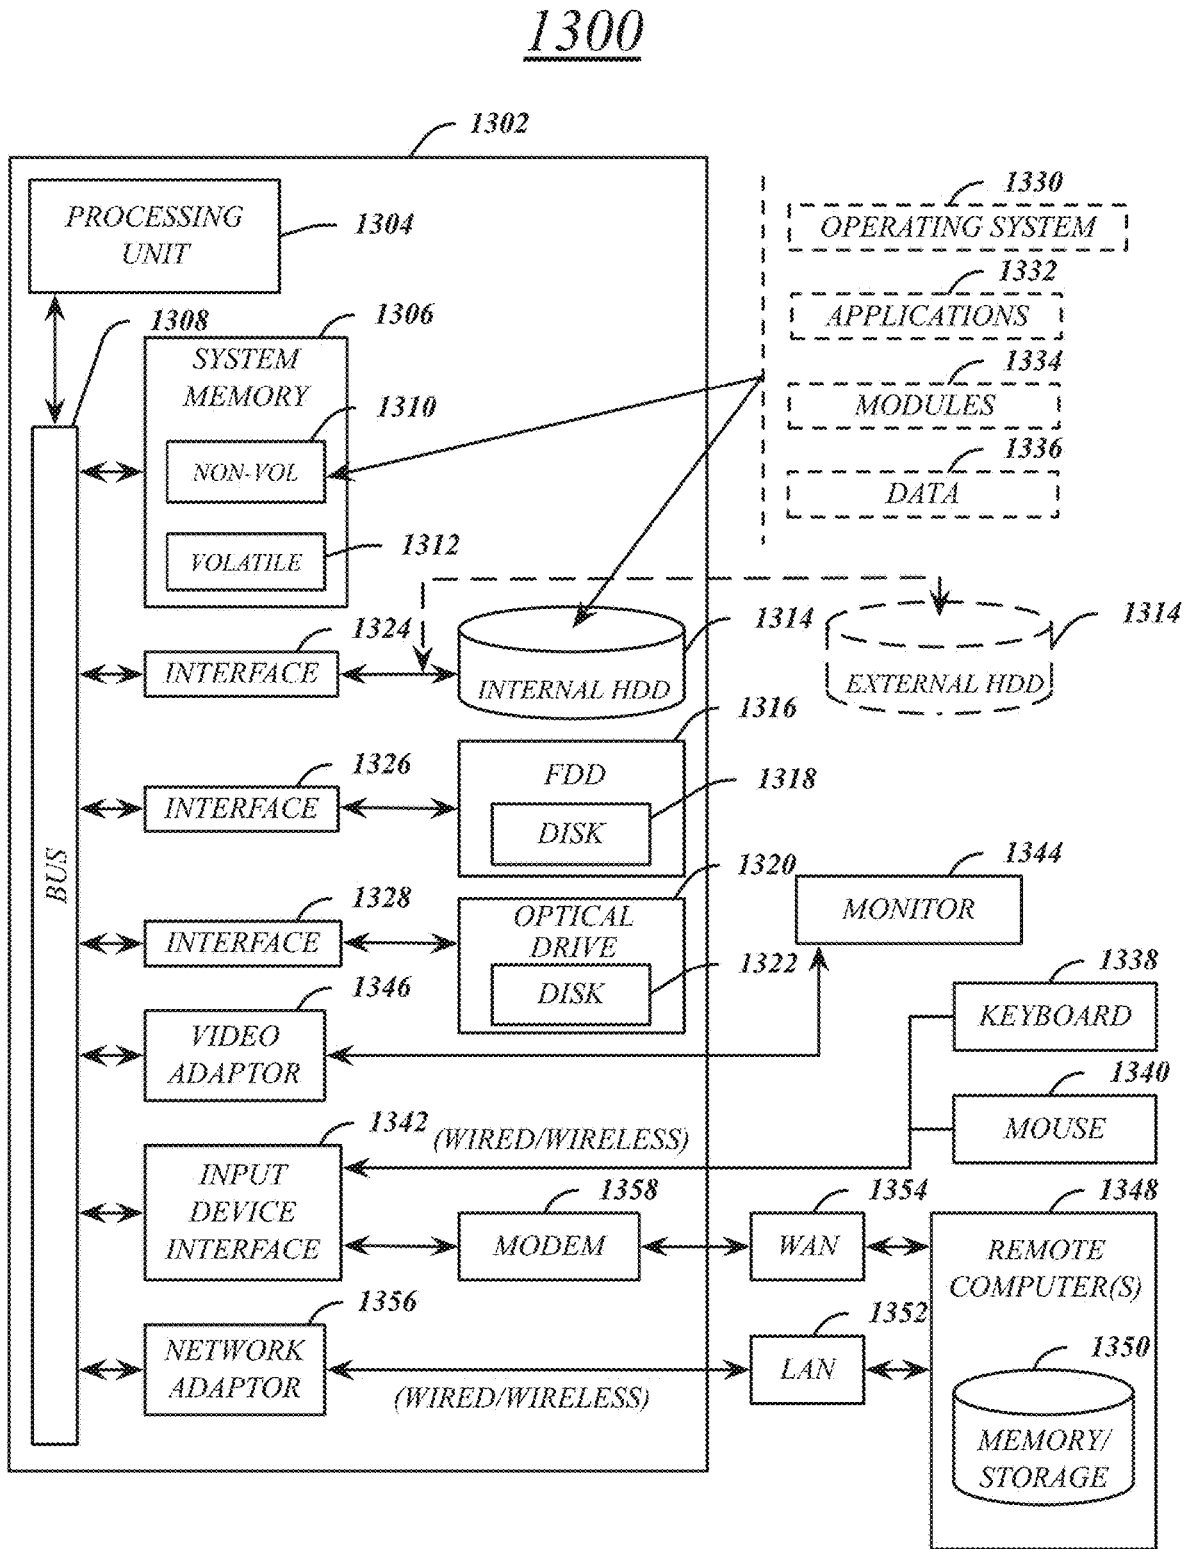 1300
1302
PROCESSING
UNIT
1304
1308
1306
SYSTEM
MEMORY
1310
NON-VOL
1312
VOLATILE
1330
OPERATING SYSTEM
1332
APPLICATIONS
1334
MODULES
1336
DATA
1324
INTERFACE
1314
INTERNAL HDD
1314
EXTERNAL HDD
1316
1326
INTERFACE
FDD
1318
DISK
BUS
1320
1344
MONITOR
1328
INTERFACE
OPTICAL
DRIVE
1322
DISK
1338
KEYBOARD
1346
VIDEO
ADAPTOR
1340
MOUSE
1342
(WIRED/WIRELESS)
INPUT
DEVICE
INTERFACE
1358
MODEM
1354
WAN
1348
REMOTE
COMPUTER(S)
1356
NETWORK
ADAPTOR
(WIRED/WIRELESS)
1352
LAN
1350
MEMORY/
STORAGE